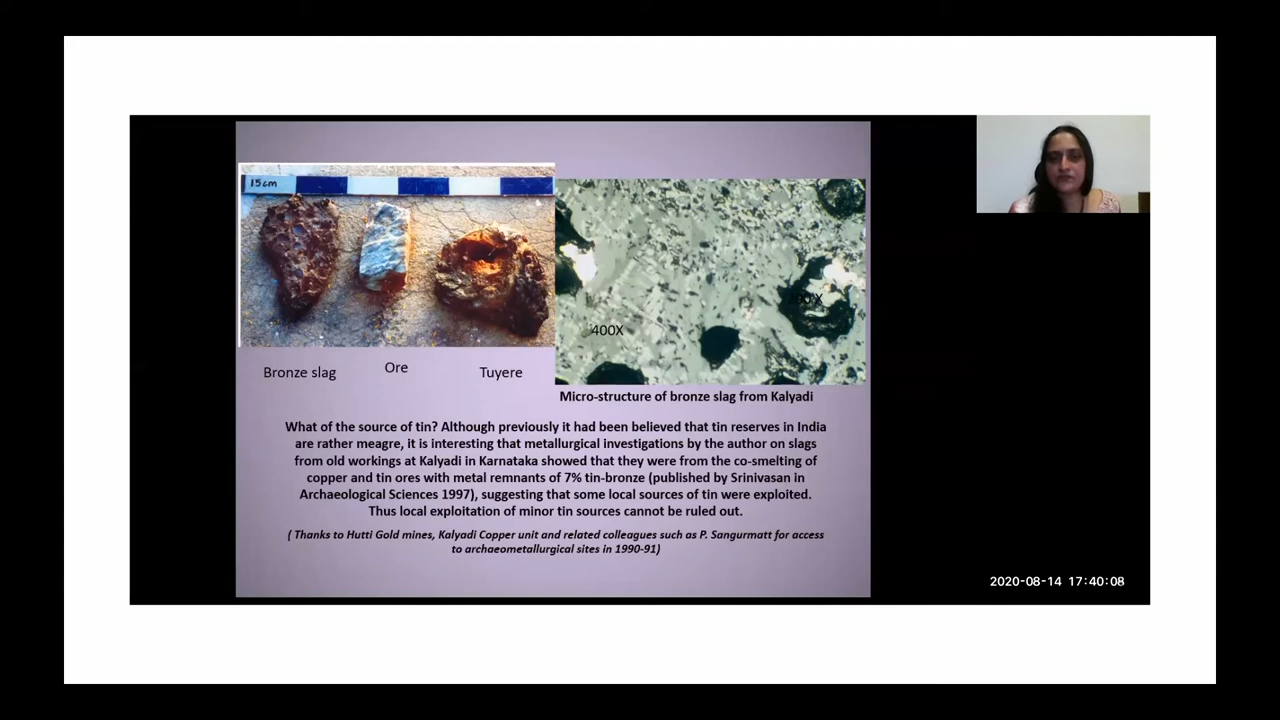 15cm
400X
Bronze slag
Ore
Tuyere
Micro-structure of bronze slag from Kalyadi
What of the source of tin? Although previously it had been believed that tin reserves in India
are rather meagre, it is interesting that metallurgical investigations by the author on slags
from old workings at Kalyadi in Karnataka showed that they were from the co-smelting of
copper and tin ores with metal remnants of 7% tin-bronze (published by Srinivasan in
Archaeological Sciences 1997), suggesting that some local sources of tin were exploited.
Thus local exploitation of minor tin sources cannot be ruled out.
( Thanks to Hutti Gold mines, Kalyadi Copper unit and related colleagues such as P. Sangurmatt for access
to archaeometallurgical sites in 1990-91)
2020-08-14 17:40:08